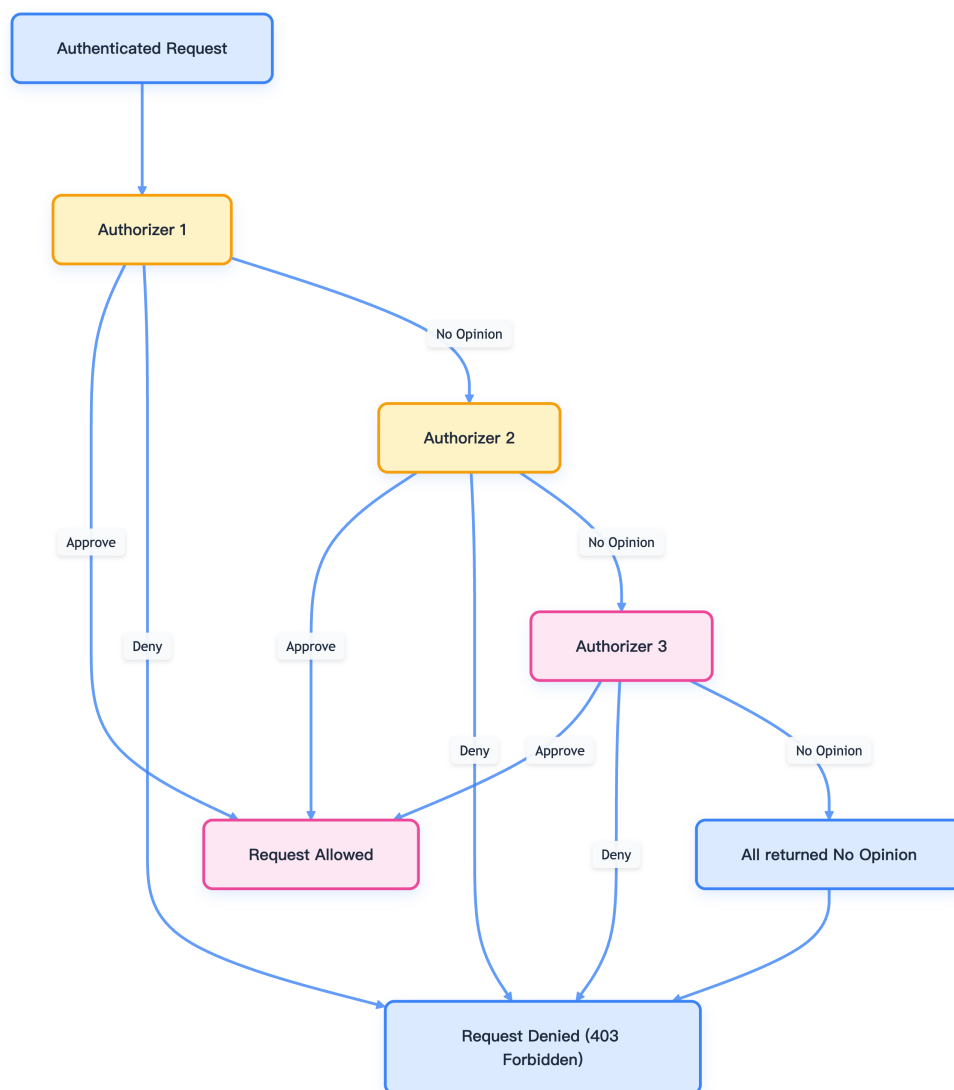 Authenticated Request
Authorizer 1
No Opinion
Authorizer 2
Approve
No Opinion
Deny
Approve
Authorizer 3
Deny
Approve
No Opinion
Request Allowed
Deny
All returned No Opinion
Request Denied (403
Forbidden)